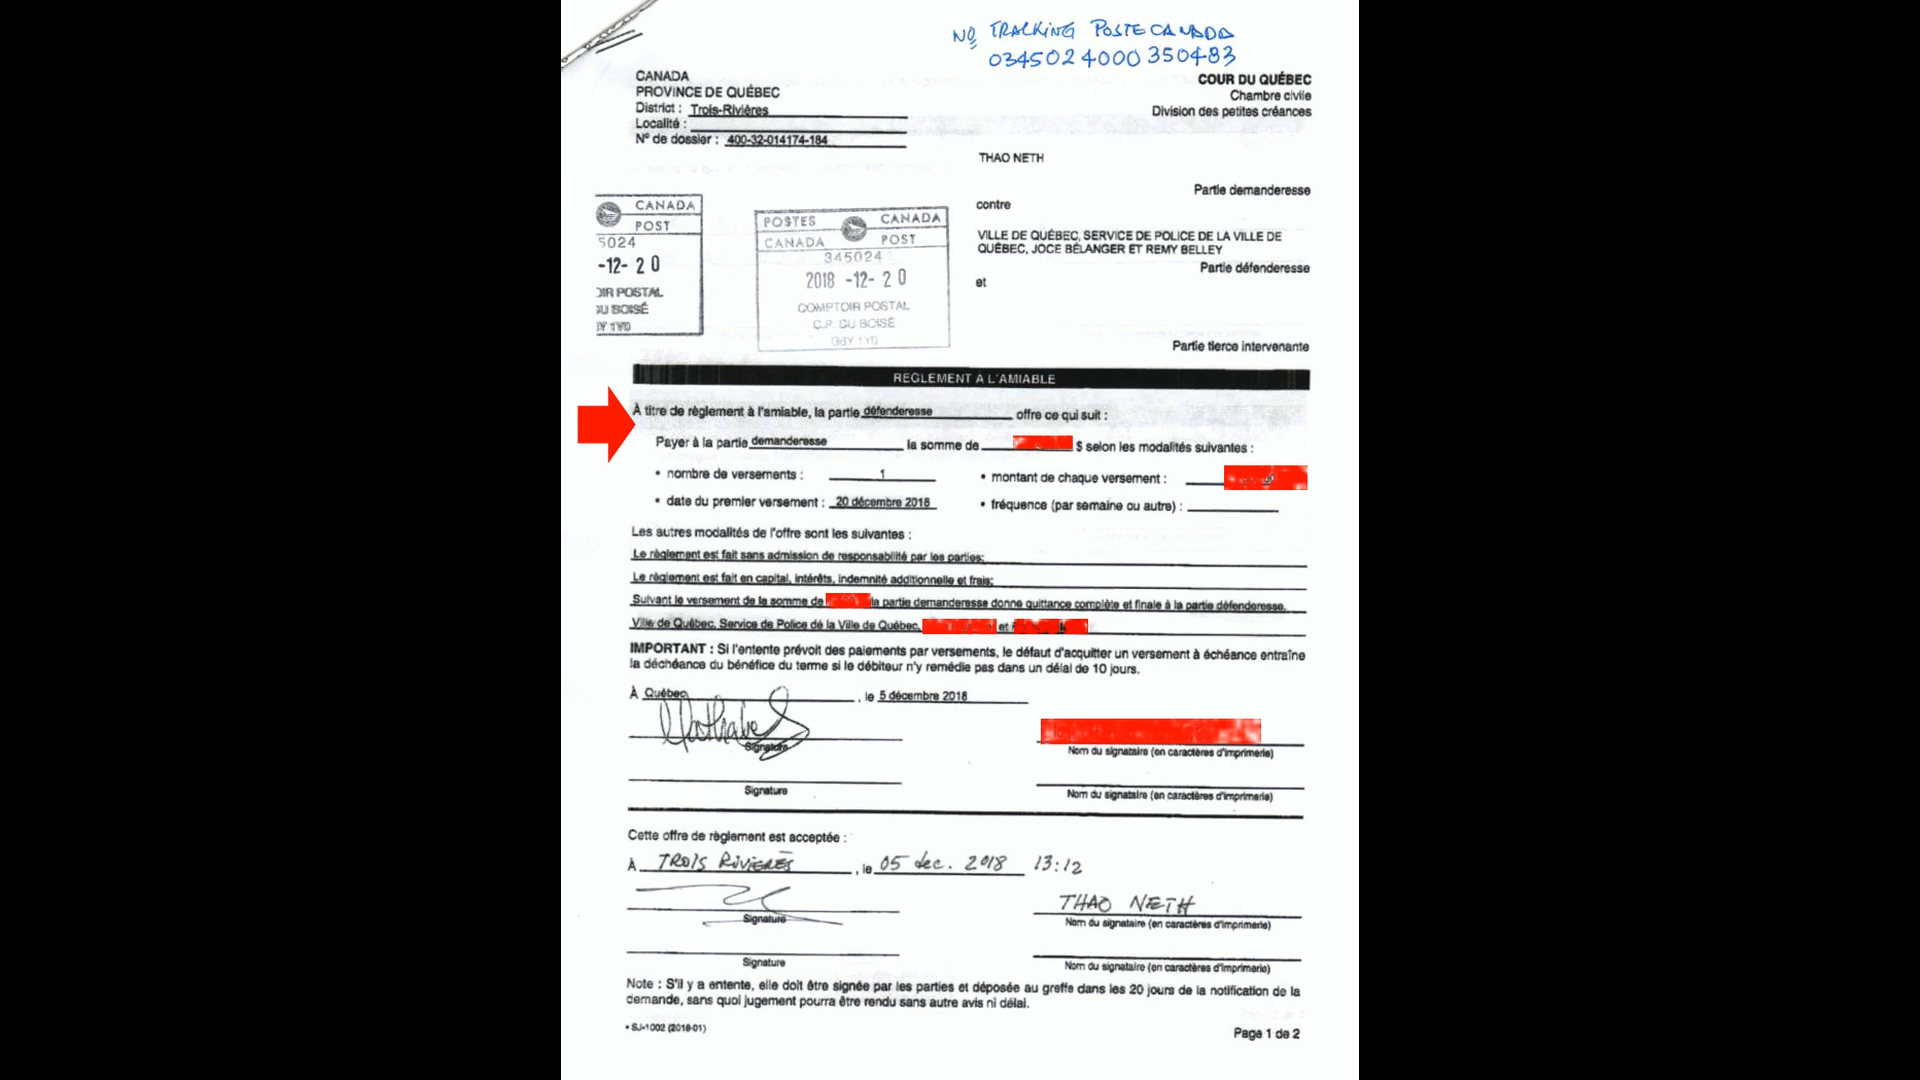 No TRACKING POSTE CANADA
0345024000350483
CANADA
PROVINCE DE QUÉBEC
District : Trois-Rivières
Localité :
N° de dossier : 400-32-014174-184
COUR DU QUÉBEC
Chambre civile
Division des petites créances
THAO NETH
Partie demanderesse
contre
VILLE DE QUÉBEC, SERVICE DE POLICE DE LA VILLE DE
QUÉBEC, JOCE BÉLANGER ET REMY BELLEY
Partie défenderesse
et
Partie tierce intervenante
CANADA
POST
5024
-12- 20
OIR POSTAL
DU BOISÉ
1Y0
POSTES CANADA
CANADA POST
345024
2018 -12- 20
COMPTOIR POSTAL
C.P. DU BOISÉ
G8Y 1Y0
REGLEMENT A L'AMIABLE
À titre de règlement à l'amiable, la partie défenderesse offre ce qui suit :
Payer à la partie demanderesse la somme de $ selon les modalités suivantes :
• nombre de versements : 1 • montant de chaque versement :
• date du premier versement : 20 décembre 2018 • fréquence (par semaine ou autre) :
Les autres modalités de l'offre sont les suivantes :
Le règlement est fait sans admission de responsabilité par les parties;
Le règlement est fait en capital, intérêts, indemnité additionnelle et frais;
Suivant le versement de la somme de la partie demanderesse donne quittance complète et finale à la partie défenderesse,
Ville de Québec, Service de Police dé la Ville de Québec, et
IMPORTANT : Si l'entente prévoit des paiements par versements, le défaut d'acquitter un versement à échéance entraîne
la déchéance du bénéfice du terme si le débiteur n'y remédie pas dans un délai de 10 jours.
À Québec , le 5 décembre 2018
Signature
Nom du signataire (en caractères d'imprimerie)
Signature
Nom du signataire (en caractères d'imprimerie)
Cette offre de règlement est acceptée :
À TROIS RIVIERES , le 05 dec. 2018 13:12
THAO NETH
Signature
Nom du signataire (en caractères d'imprimerie)
Signature
Nom du signataire (en caractères d'imprimerie)
Note : S'il y a entente, elle doit être signée par les parties et déposée au greffe dans les 20 jours de la notification de la
demande, sans quoi jugement pourra être rendu sans autre avis ni délai.
• SJ-1002 (2018-01)
Page 1 de 2